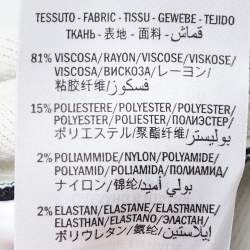 TESSUTO - FABRIC - TISSU - GEWEBE - TEJIDO
ТКАНЬ - 表地 - 面料 - قماش
81% VISCOSA/RAYON/VISCOSE/VISKOSE/
VISCOSA/ВИСКОЗА/レーヨン/
粘胶纤维/فسكوز
15% POLIESTERE/POLYESTER/POLYESTER/
POLYESTER/POLIESTER/ПОЛИЭСТЕР/
ポリエステル/聚酯纤维/بوليستر
2% POLIAMMIDE/NYLON/POLYAMIDE/
POLYAMID/POLIAMIDA/ПОЛИАМИД/
ナイロン/锦纶/بولي أميد
2% ELASTAN/ELASTANE/ÉLASTHANNE/
ELASTHAN/ELASTANO/ЭЛАСТАН/
ポリウレタン/氨纶/إيلاستين